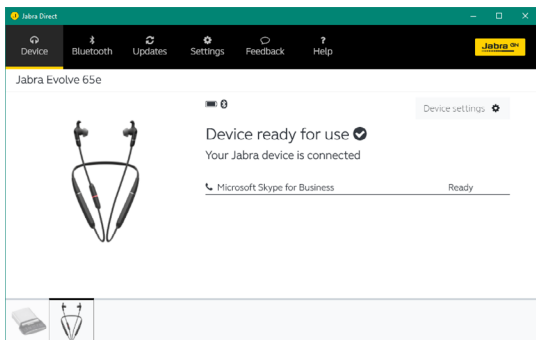 Jabra Direct
Device Bluetooth Updates Settings Feedback Help
Jabra GN
Jabra Evolve 65e
Device settings
Device ready for use
Your Jabra device is connected
Microsoft Skype for Business Ready